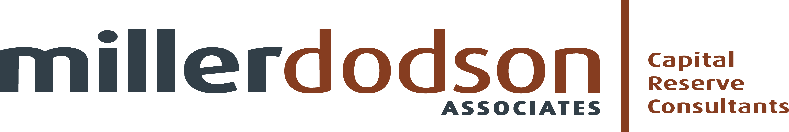 millerdodson
ASSOCIATES
Capital
Reserve
Consultants